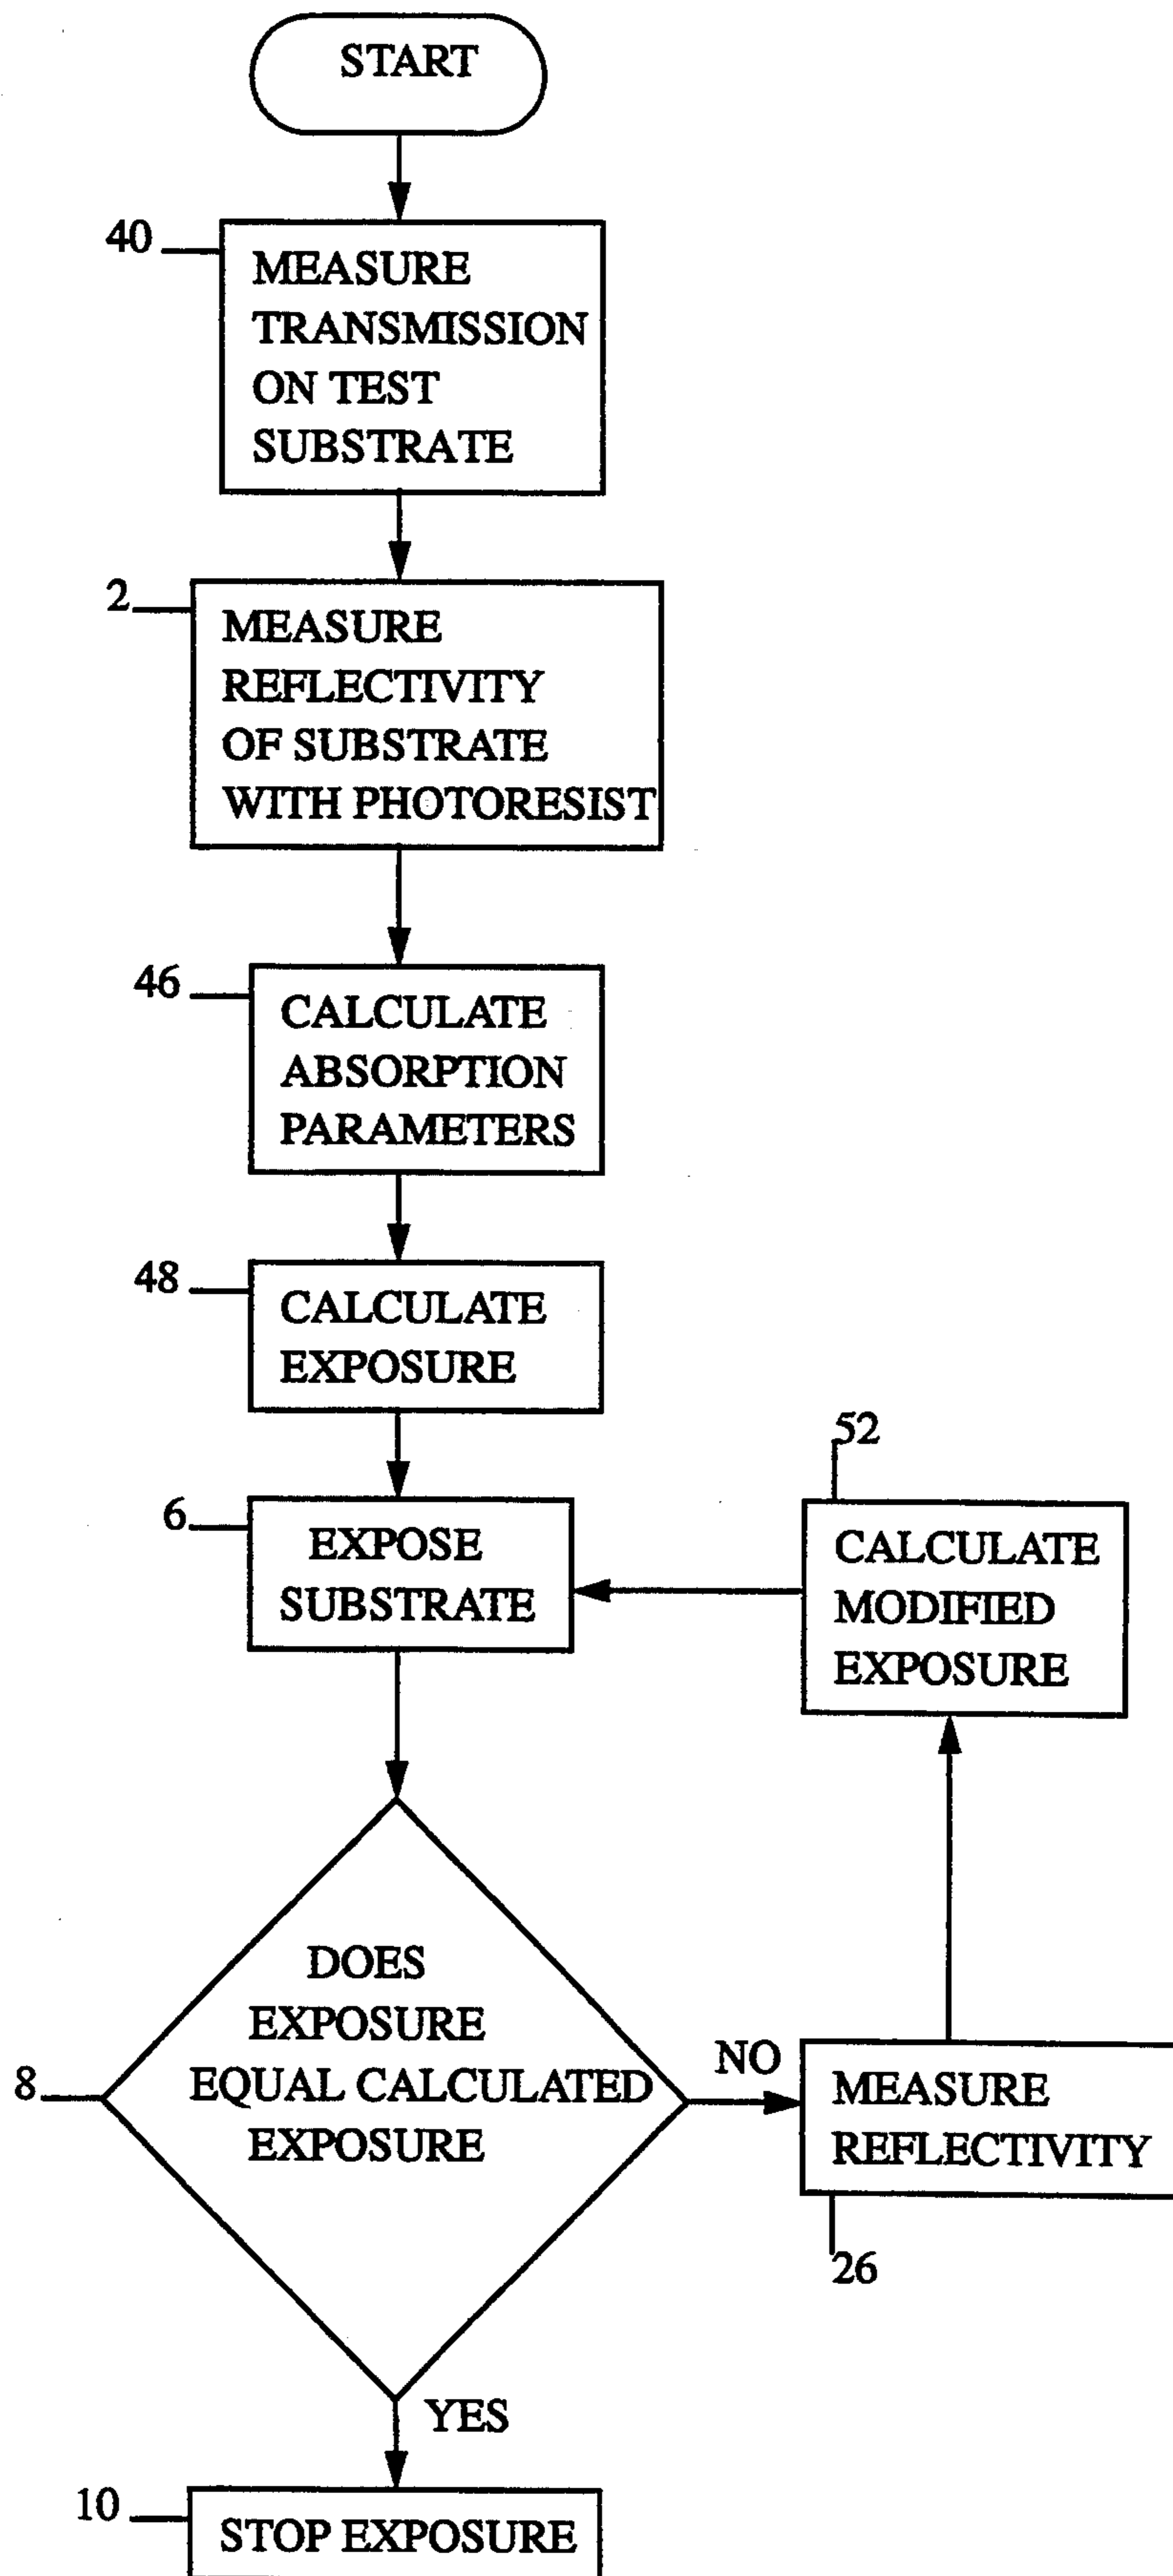 START
40
MEASURE
TRANSMISSION
ON TEST
SUBSTRATE
2
MEASURE
REFLECTIVITY
OF SUBSTRATE
WITH PHOTORESIST
46
CALCULATE
ABSORPTION
PARAMETERS
48
CALCULATE
EXPOSURE
6
EXPOSE
SUBSTRATE
52
CALCULATE
MODIFIED
EXPOSURE
8
DOES
EXPOSURE
EQUAL CALCULATED
EXPOSURE
NO
MEASURE
REFLECTIVITY
26
YES
10
STOP EXPOSURE